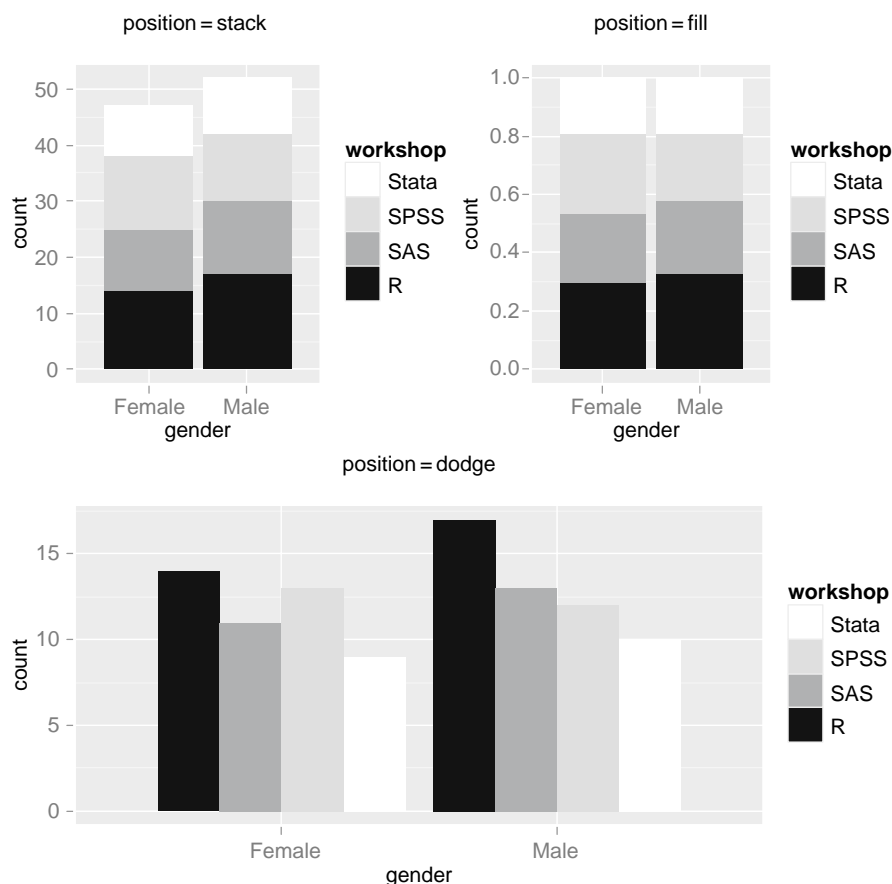 position = stack
50
40
30
20
10
0
count
Female Male
gender
workshop
Stata
SPSS
SAS
R
position = fill
1.0
0.8
0.6
0.4
0.2
0.0
count
Female Male
gender
workshop
Stata
SPSS
SAS
R
position = dodge
15
10
5
0
count
Female Male
gender
workshop
Stata
SPSS
SAS
R